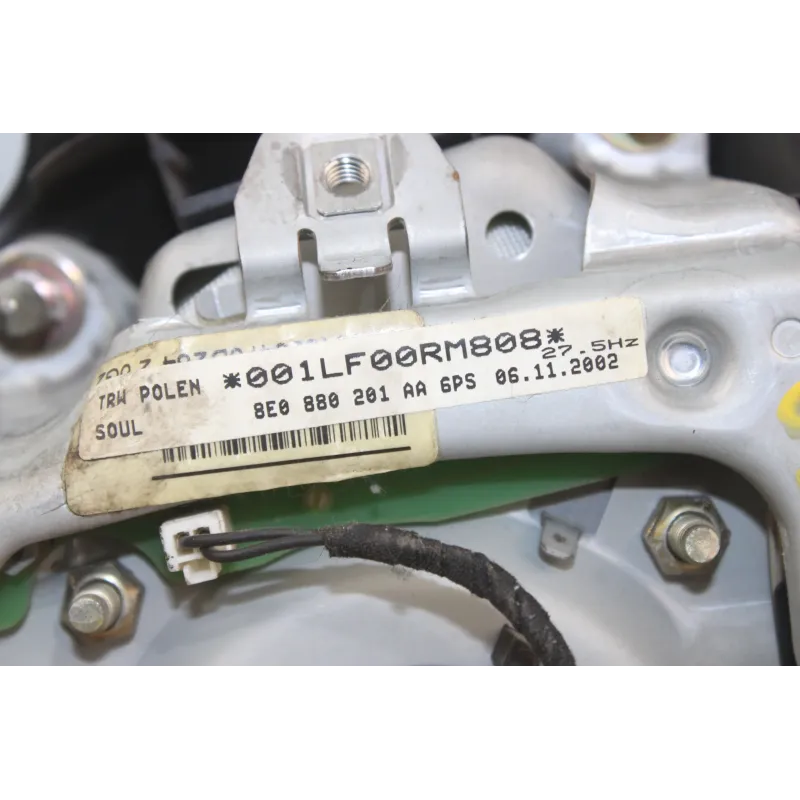 *001LF00RM808*
27.5Hz
TRW POLEN
8E0 880 201 AA 6PS 06.11.2002
SOUL